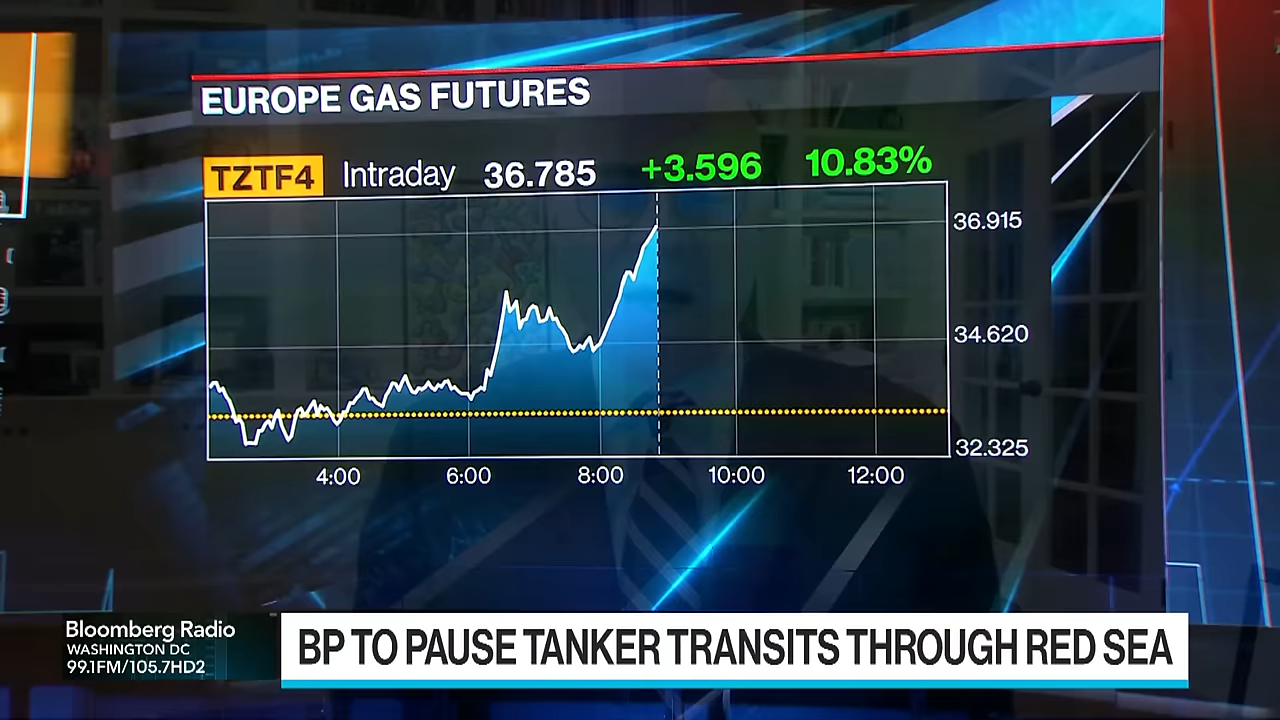 EUROPE GAS FUTURES
TZTF4 Intraday 36.785 +3.596 10.83%
36.915
34.620
32.325
4:00 6:00 8:00 10:00 12:00
Bloomberg Radio
WASHINGTON DC
99.1FM/105.7HD2
BP TO PAUSE TANKER TRANSITS THROUGH RED SEA